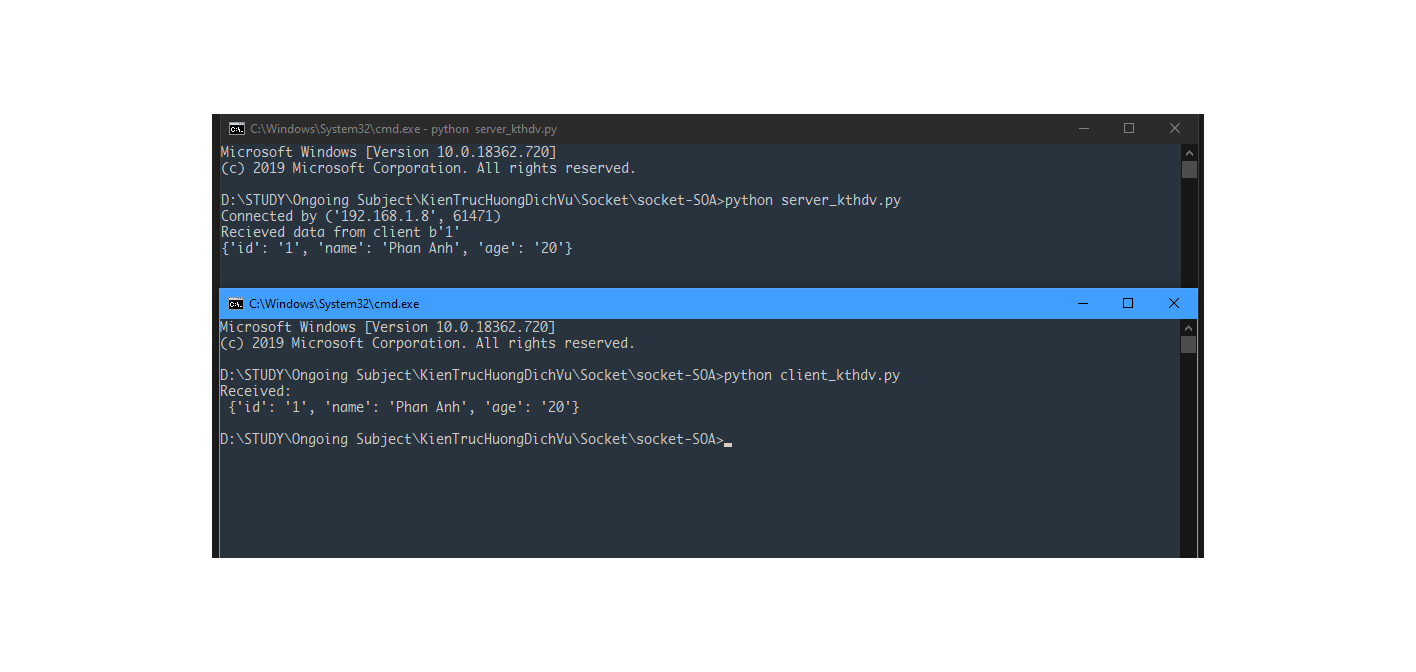 C:\Windows\System32\cmd.exe - python  server_kthdv.py
Microsoft Windows [Version 10.0.18362.720]
(c) 2019 Microsoft Corporation. All rights reserved.
D:\STUDY\Ongoing Subject\KienTrucHuongDichVu\Socket\socket-SOA>python server_kthdv.py
Connected by ('192.168.1.8', 61471)
Recieved data from client b'1'
{'id': '1', 'name': 'Phan Anh', 'age': '20'}
C:\Windows\System32\cmd.exe
Microsoft Windows [Version 10.0.18362.720]
(c) 2019 Microsoft Corporation. All rights reserved.
D:\STUDY\Ongoing Subject\KienTrucHuongDichVu\Socket\socket-SOA>python client_kthdv.py
Received:
 {'id': '1', 'name': 'Phan Anh', 'age': '20'}
D:\STUDY\Ongoing Subject\KienTrucHuongDichVu\Socket\socket-SOA>